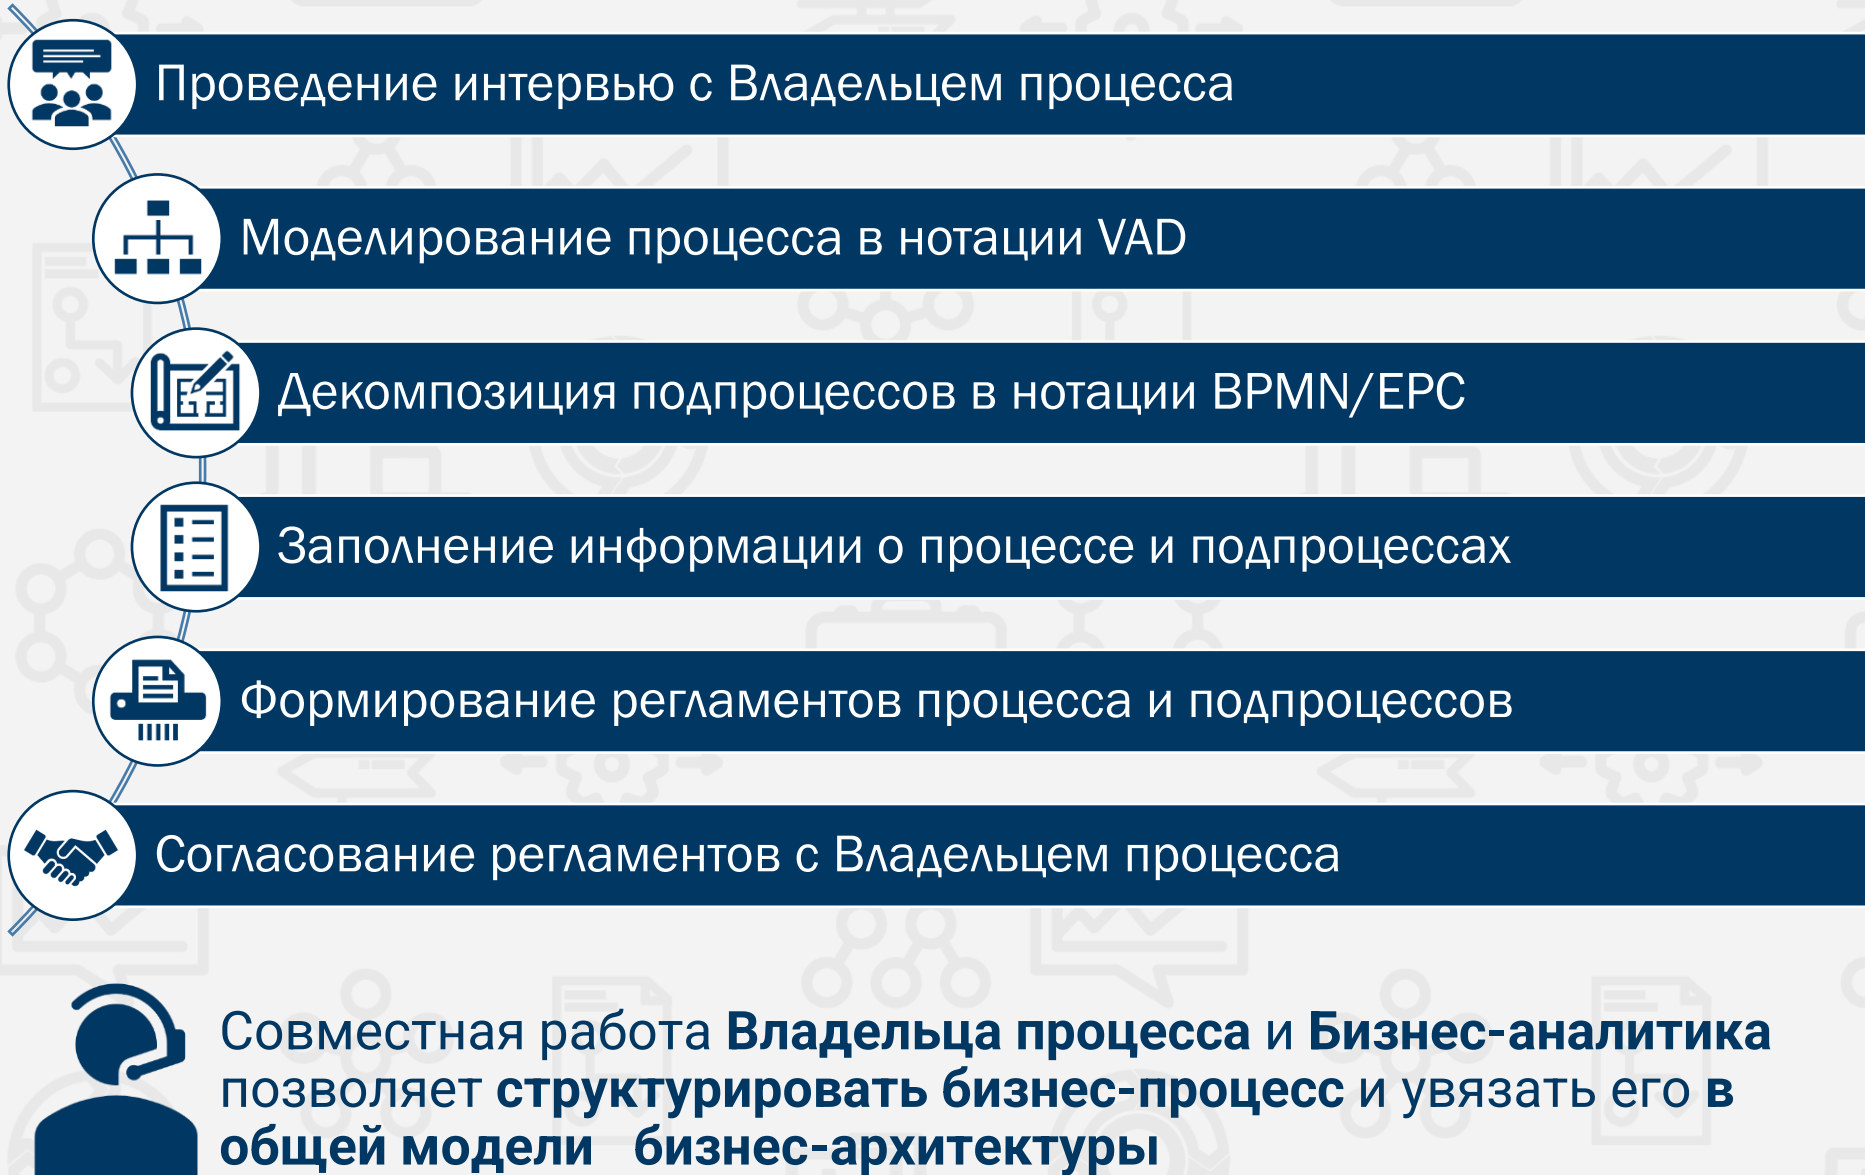 Проведение интервью с Владельцем процесса
Моделирование процесса в нотации VAD
Декомпозиция подпроцессов в нотации BPMN/EPC
Заполнение информации о процессе и подпроцессах
Формирование регламентов процесса и подпроцессов
Согласование регламентов с Владельцем процесса
Совместная работа Владельца процесса и Бизнес-аналитика
позволяет структурировать бизнес-процесс и увязать его в
общей модели бизнес-архитектуры